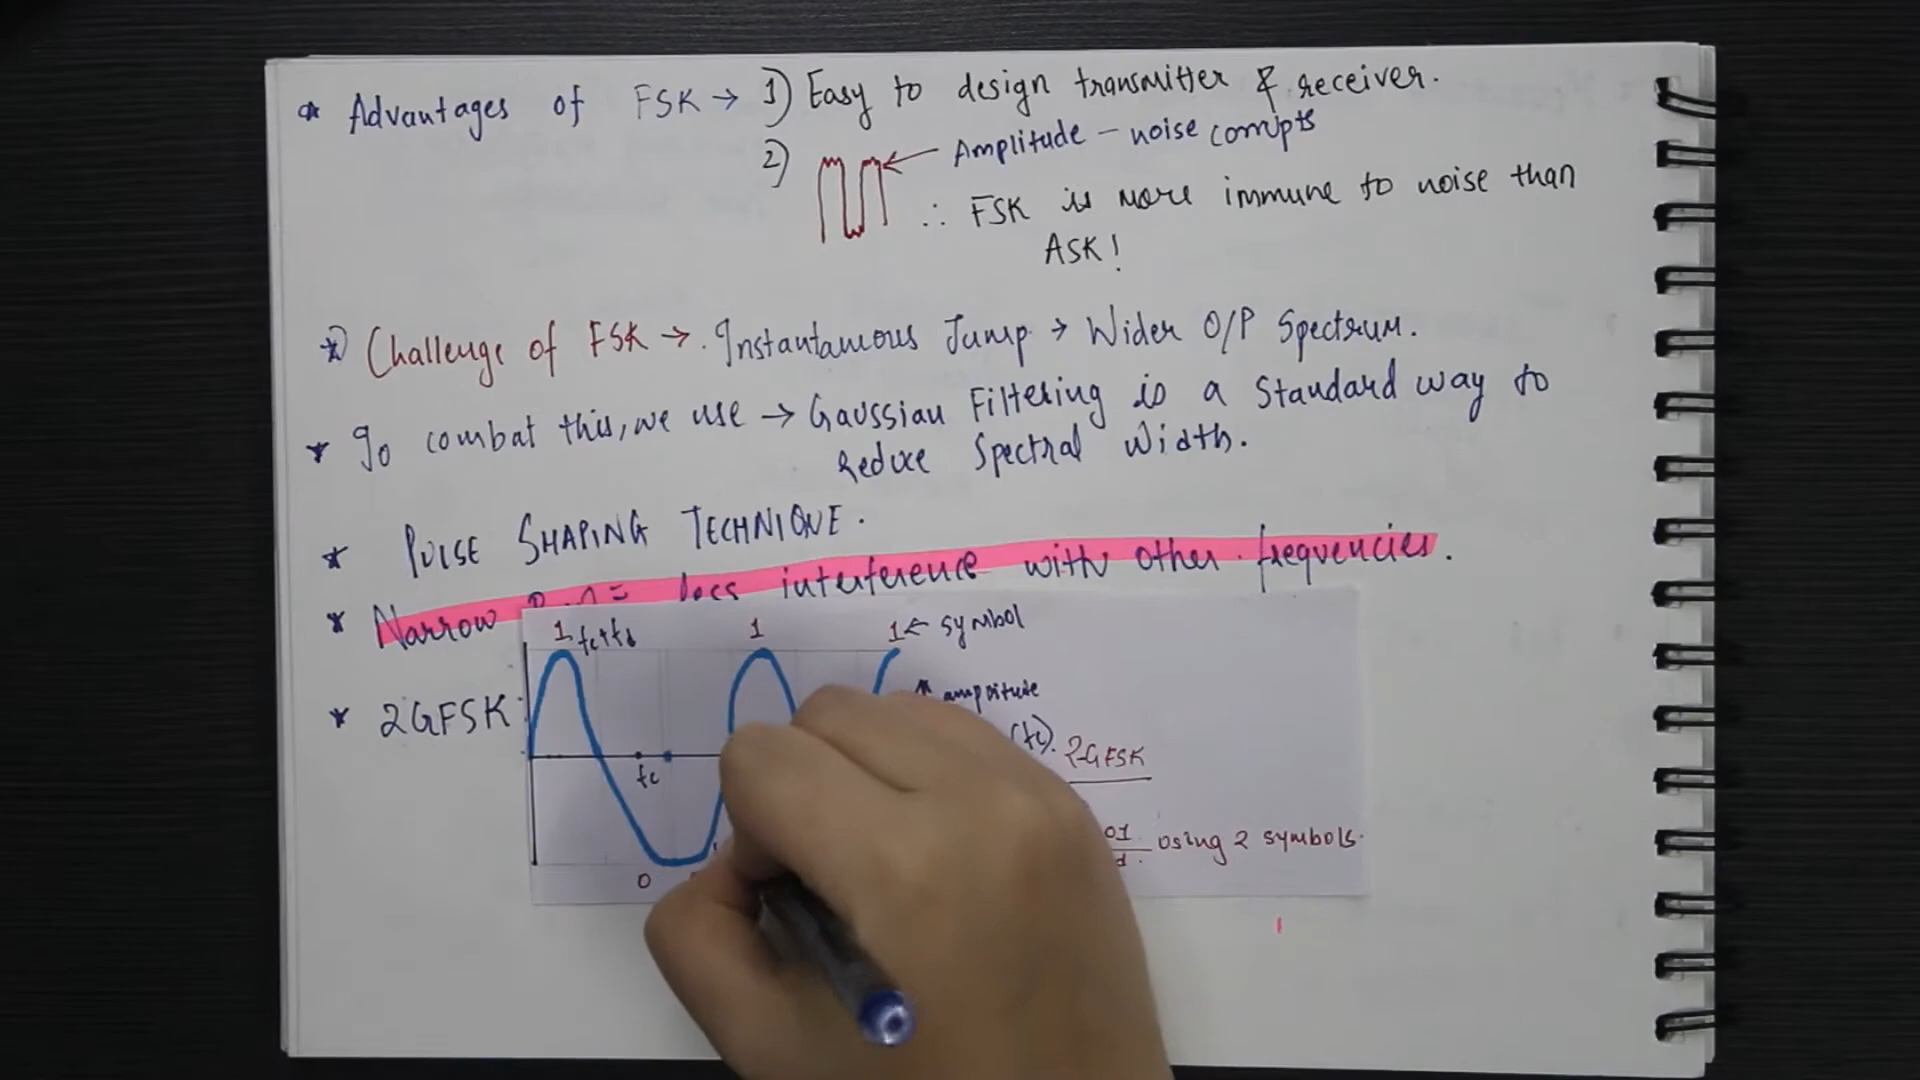 * Advantages of FSK → 1) Easy to design transmitter & receiver.
2) Amplitude - noise corrupts
∴ FSK is more immune to noise than
ASK!
* Challenge of FSK → Instantaneous Jump → Wider O/P Spectrum.
* To combat this, we use → Gaussian Filtering is a Standard way to
reduce Spectral Width.
* PULSE SHAPING TECHNIQUE.
* Narrow less interference with other frequencies.
1 1 1 ← symbol
amplitude
* 2GFSK:
(fc). 2-GFSK
fc
01 using 2 symbols.
0